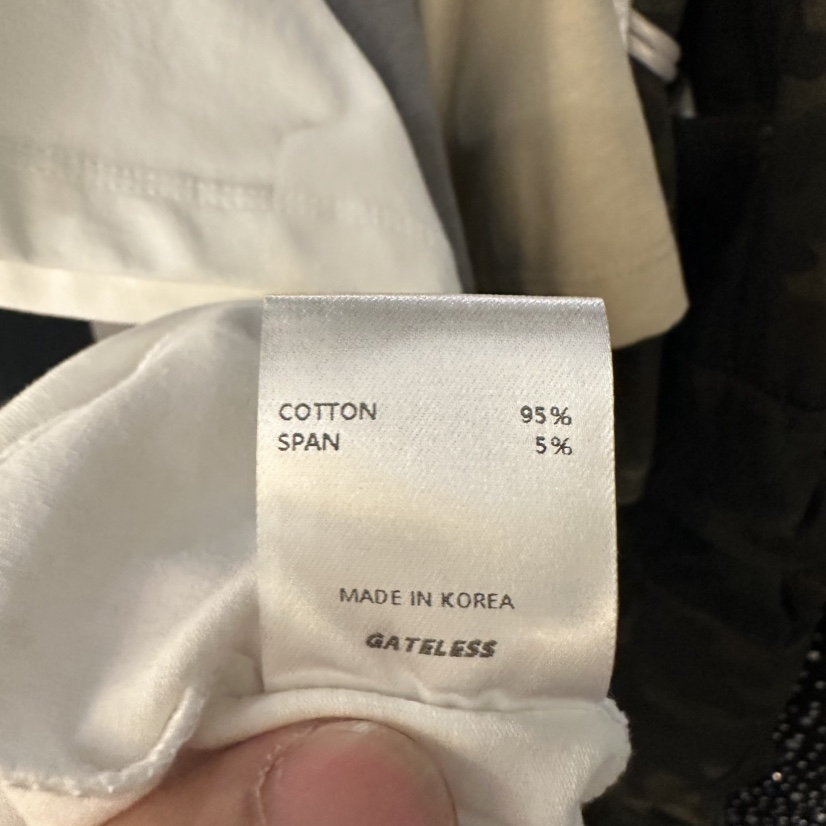 COTTON 95%
SPAN 5%
MADE IN KOREA
GATELESS